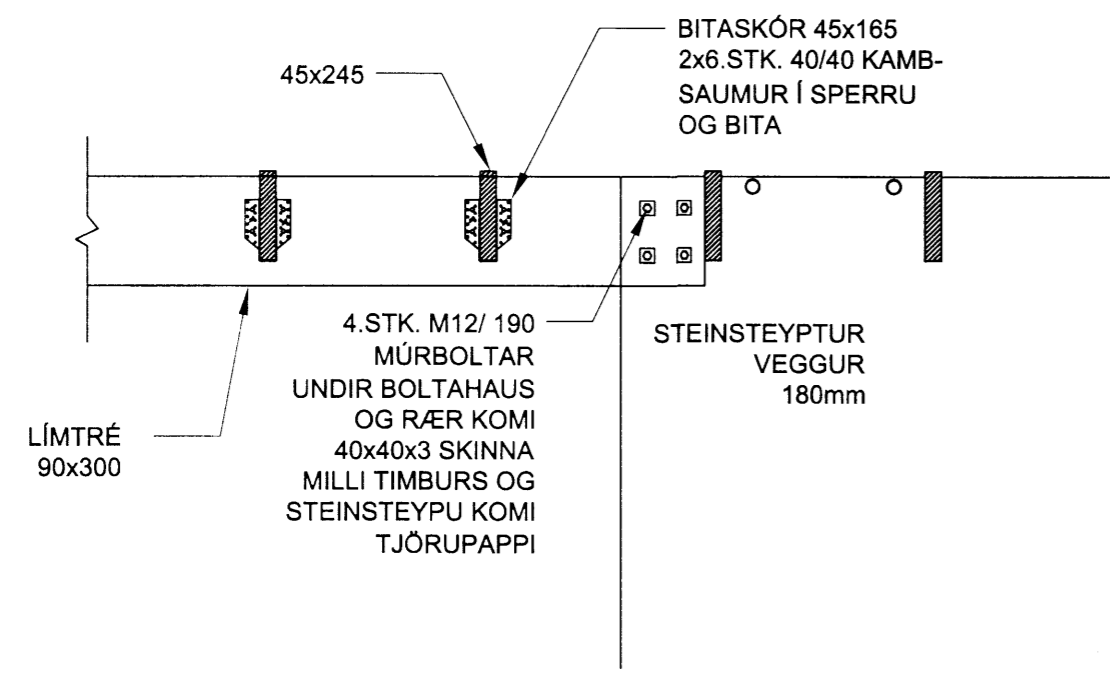 BITASKÓR 45x165
2x6.STK. 40/40 KAMB-
SAUMUR Í SPERRU
OG BITA
45x245
4.STK. M12/ 190
MÚRBOLTAR
UNDIR BOLTAHAUS
OG RÆR KOMI
40x40x3 SKINNA
MILLI TIMBURS OG
STEINSTEYPU KOMI
TJÖRUPAPPI
STEINSTEYPTUR
VEGGUR
180mm
LÍMTRÉ
90x300